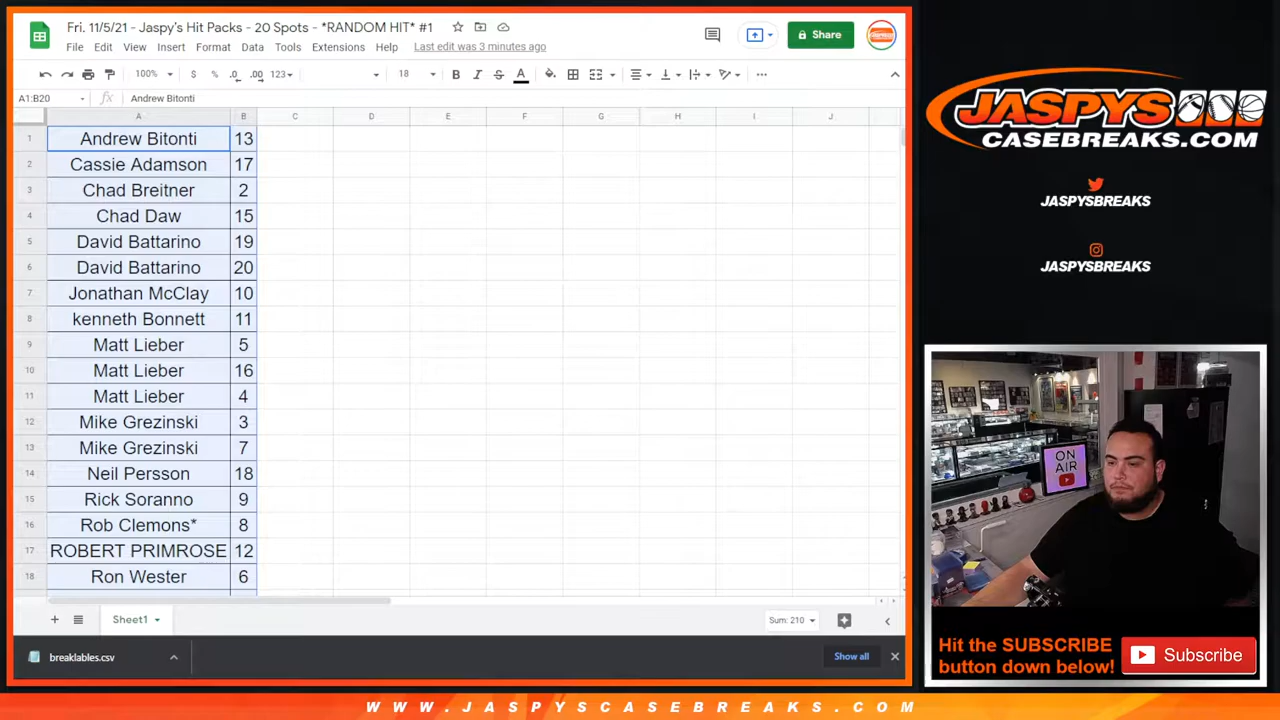 Fri. 11/5/21 - Jaspy's Hit Packs - 20 Spots - *RANDOM HIT* #1
File Edit View Insert Format Data Tools Extensions Help Last edit was 3 minutes ago
Share
100% $ % .0 .00 123 18 B I S A
A1:B20 fx Andrew Bitonti
A B C D E F G H I J
1 Andrew Bitonti 13
2 Cassie Adamson 17
3 Chad Breitner 2
4 Chad Daw 15
5 David Battarino 19
6 David Battarino 20
7 Jonathan McClay 10
8 kenneth Bonnett 11
9 Matt Lieber 5
10 Matt Lieber 16
11 Matt Lieber 4
12 Mike Grezinski 3
13 Mike Grezinski 7
14 Neil Persson 18
15 Rick Soranno 9
16 Rob Clemons* 8
17 ROBERT PRIMROSE 12
18 Ron Wester 6
Sheet1
Sum: 210
breaklables.csv
Show all
JASPYS
CASEBREAKS.COM
JASPYSBREAKS
JASPYSBREAKS
ON
AIR
Hit the SUBSCRIBE
button down below!
Subscribe
WWW.JASPYSCASEBREAKS.COM